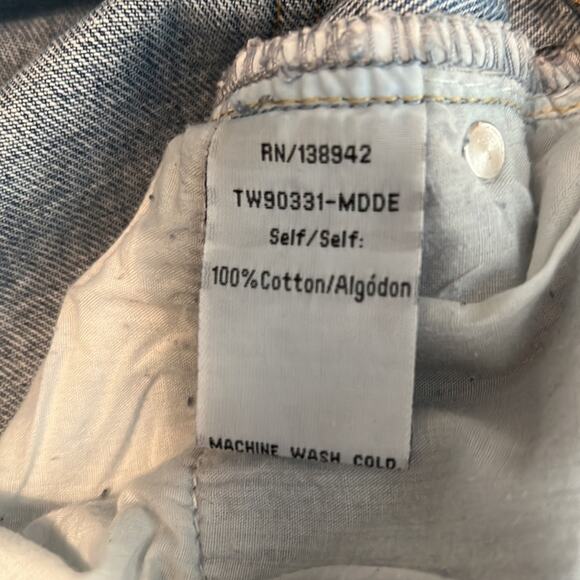 RN/138942
TW90331-MDDE
Self/Self:
100%Cotton/Algódon
MACHINE WASH COLD.